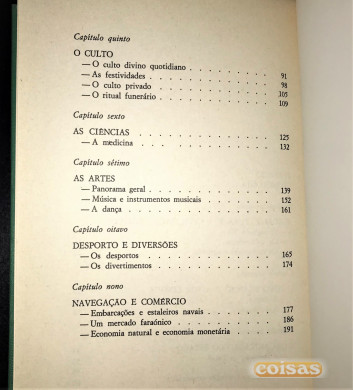 Capítulo quinto
O CULTO
— O culto divino quotidiano . . . . . . . . 91
— As festividades . . . . . . . . 98
— O culto privado . . . . . . . . 105
— O ritual funerário . . . . . . . . 109
Capítulo sexto
AS CIÊNCIAS . . . . . . . . 125
— A medicina . . . . . . . . 132
Capítulo sétimo
AS ARTES
— Panorama geral . . . . . . . . 139
— Música e instrumentos musicais . . . . 152
— A dança . . . . . . . . 161
Capítulo oitavo
DESPORTO E DIVERSÕES
— Os desportos . . . . . . . . 165
— Os divertimentos . . . . . . . . 174
Capítulo nono
NAVEGAÇÃO E COMÉRCIO
— Embarcações e estaleiros navais . . . . 177
— Um mercado faraónico . . . . . . 186
— Economia natural e economia monetária . . 191
coisas